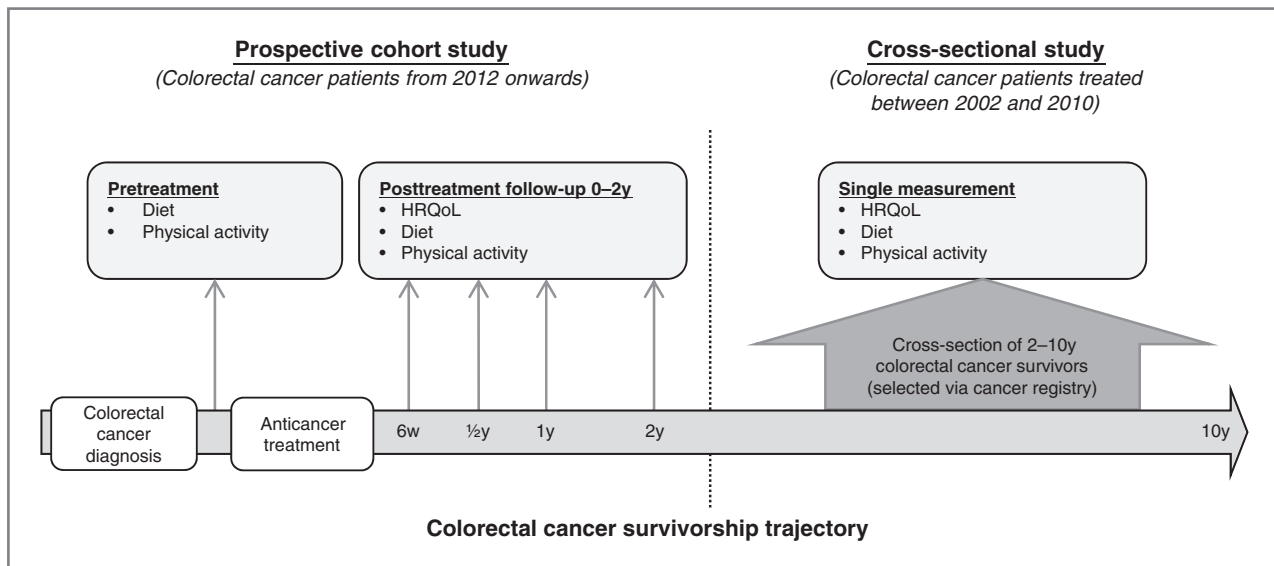 Prospective cohort study
(Colorectal cancer patients from 2012 onwards)
Cross-sectional study
(Colorectal cancer patients treated
between 2002 and 2010)
Pretreatment
• Diet
• Physical activity
Posttreatment follow-up 0–2y
• HRQoL
• Diet
• Physical activity
Single measurement
• HRQoL
• Diet
• Physical activity
Cross-section of 2–10y
colorectal cancer survivors
(selected via cancer registry)
Colorectal
cancer
diagnosis
Anticancer
treatment
6w
½y
1y
2y
10y
Colorectal cancer survivorship trajectory